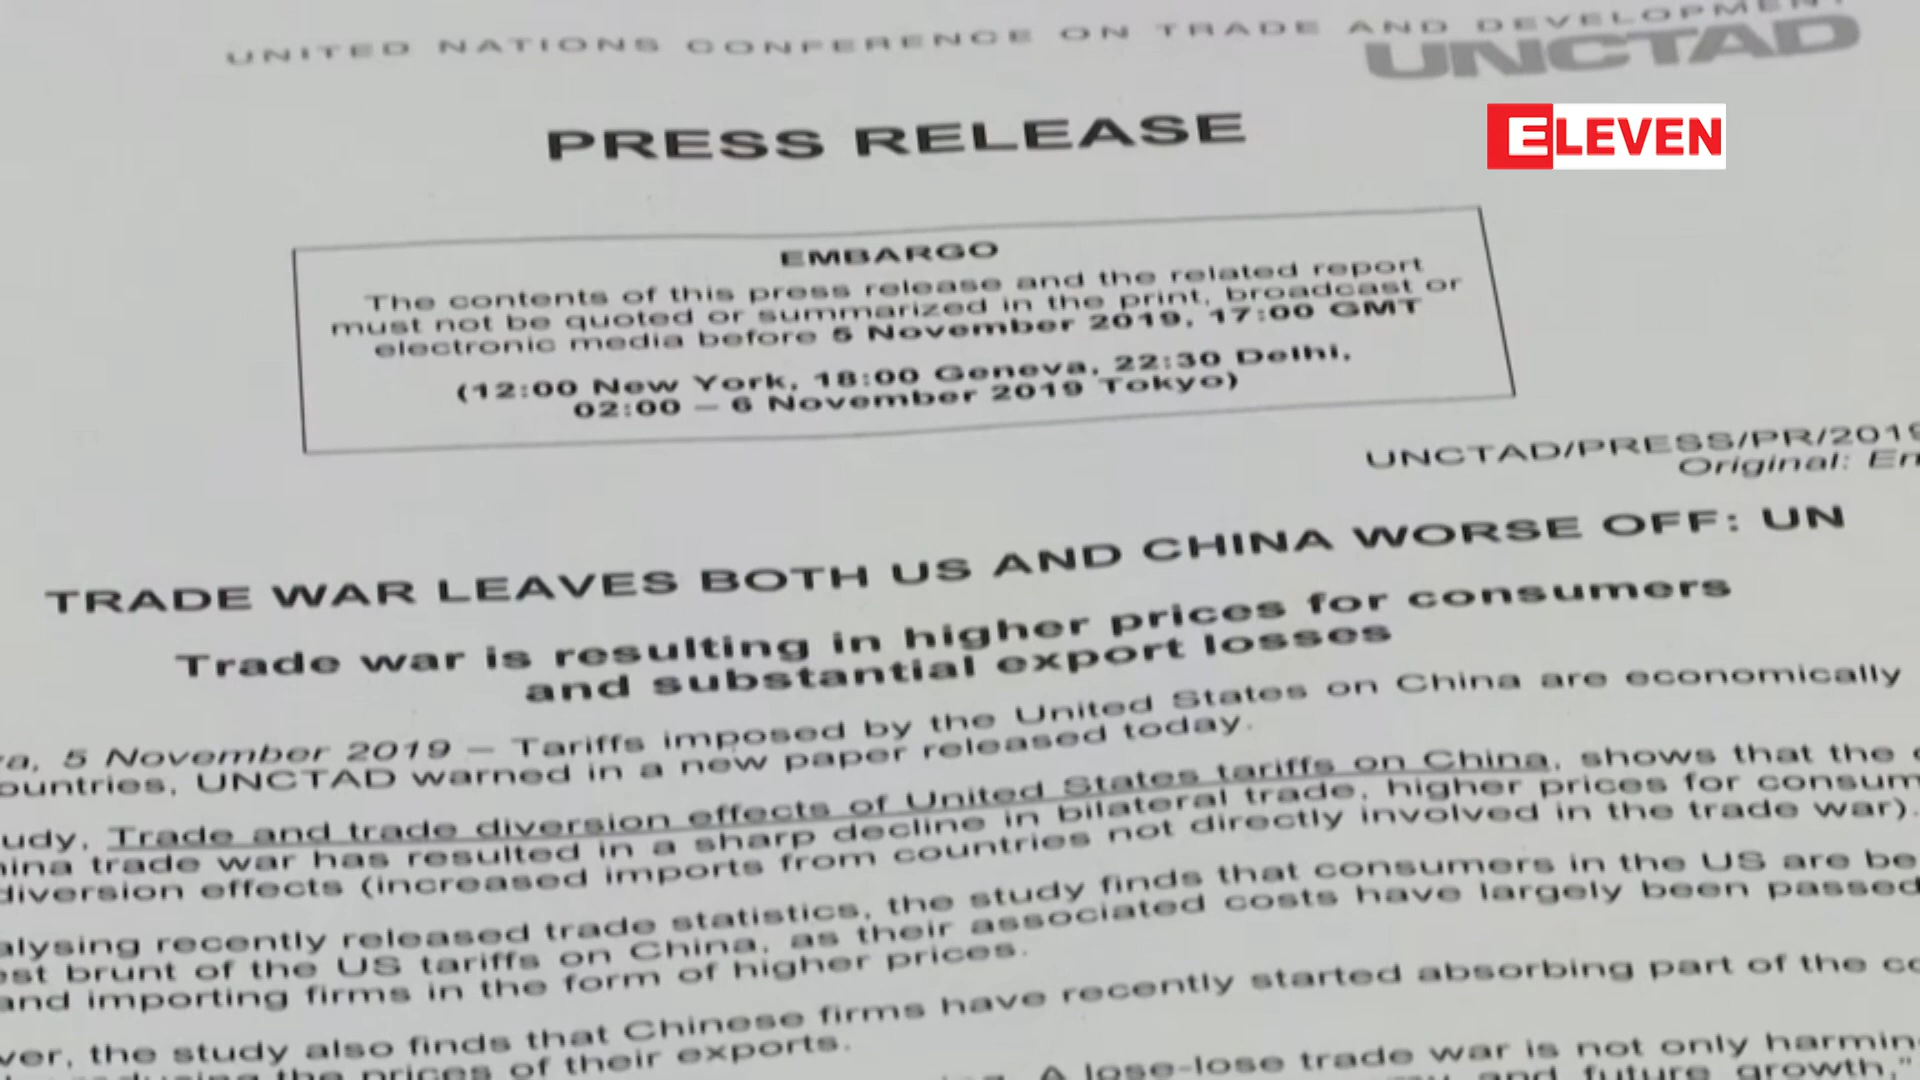 UNITED NATIONS CONFERENCE ON TRADE AND DEVELOPMENT
UNCTAD
PRESS RELEASE
ELEVEN
EMBARGO
The contents of this press release and the related report
must not be quoted or summarized in the print, broadcast or
electronic media before 5 November 2019, 17:00 GMT
(12:00 New York, 18:00 Geneva, 22:30 Delhi,
02:00 – 6 November 2019 Tokyo)
UNCTAD/PRESS/PR/2019
Original: En
TRADE WAR LEAVES BOTH US AND CHINA WORSE OFF: UN
Trade war is resulting in higher prices for consumers
and substantial export losses
a, 5 November 2019 – Tariffs imposed by the United States on China are economically
ountries, UNCTAD warned in a new paper released today.
udy, Trade and trade diversion effects of United States tariffs on China, shows that the
ina trade war has resulted in a sharp decline in bilateral trade, higher prices for consum
diversion effects (increased imports from countries not directly involved in the trade war).
alysing recently released trade statistics, the study finds that consumers in the US are be
est brunt of the US tariffs on China, as their associated costs have largely been passed
and importing firms in the form of higher prices.
ver, the study also finds that Chinese firms have recently started absorbing part of the co
reducing the prices of their exports.
A lose-lose trade war is not only harmin
and future growth,"